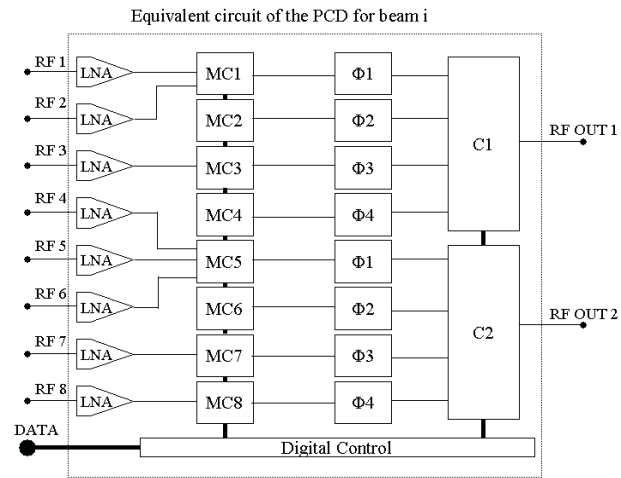 Equivalent circuit of the PCD for beam i
RF 1 LNA MC1 Φ1
RF 2 LNA MC2 Φ2
RF 3 LNA MC3 Φ3
RF 4 LNA MC4 Φ4
C1 RF OUT 1
RF 5 LNA MC5 Φ1
RF 6 LNA MC6 Φ2
RF 7 LNA MC7 Φ3
RF 8 LNA MC8 Φ4
C2 RF OUT 2
DATA Digital Control